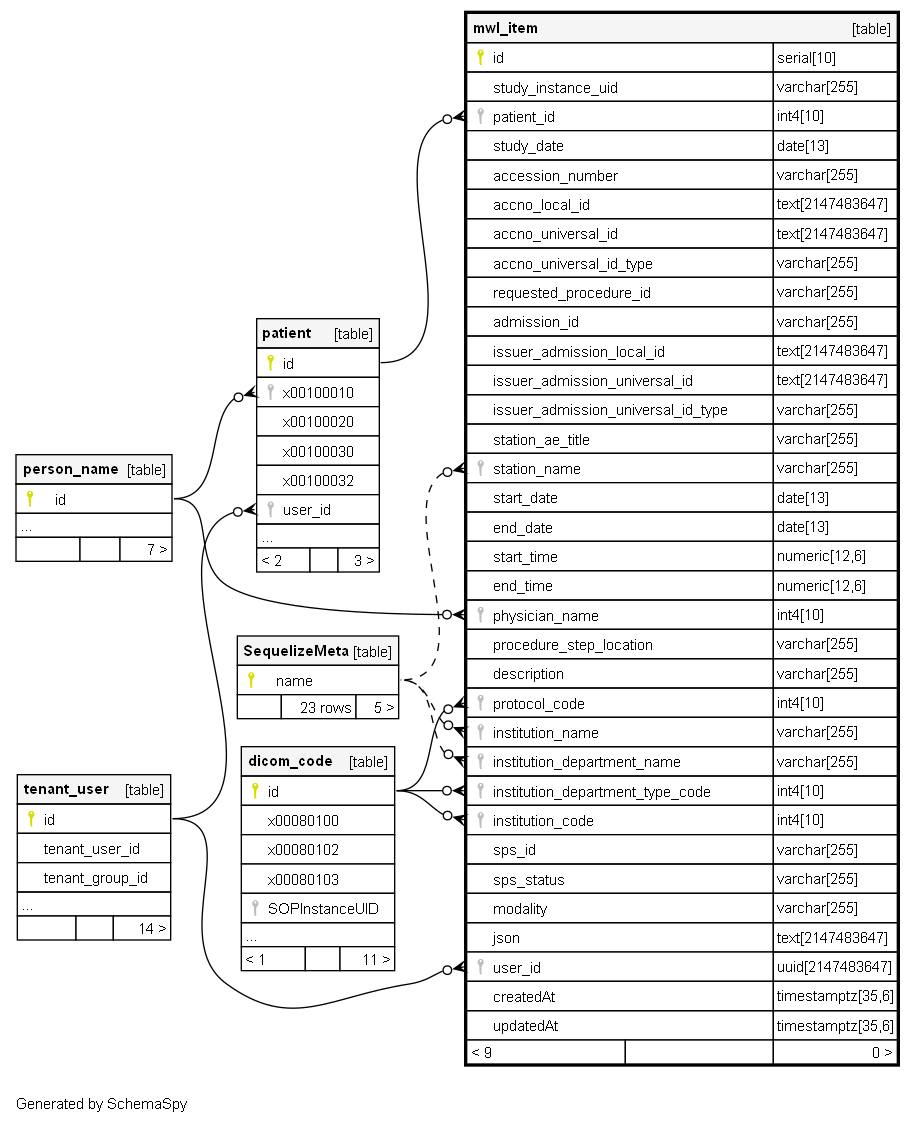 mwl_item [table]
id serial[10]
study_instance_uid varchar[255]
patient_id int4[10]
study_date date[13]
accession_number varchar[255]
accno_local_id text[2147483647]
accno_universal_id text[2147483647]
accno_universal_id_type varchar[255]
requested_procedure_id varchar[255]
admission_id varchar[255]
issuer_admission_local_id text[2147483647]
issuer_admission_universal_id text[2147483647]
issuer_admission_universal_id_type varchar[255]
station_ae_title varchar[255]
station_name varchar[255]
start_date date[13]
end_date date[13]
start_time numeric[12,6]
end_time numeric[12,6]
physician_name int4[10]
procedure_step_location varchar[255]
description varchar[255]
protocol_code int4[10]
institution_name varchar[255]
institution_department_name varchar[255]
institution_department_type_code int4[10]
institution_code int4[10]
sps_id varchar[255]
sps_status varchar[255]
modality varchar[255]
json text[2147483647]
user_id uuid[2147483647]
createdAt timestamptz[35,6]
updatedAt timestamptz[35,6]
< 9 0 >
patient [table]
id
x00100010
x00100020
x00100030
x00100032
user_id
...
< 2 3 >
person_name [table]
id
...
7 >
SequelizeMeta [table]
name
23 rows 5 >
dicom_code [table]
id
x00080100
x00080102
x00080103
SOPInstanceUID
...
< 1 11 >
tenant_user [table]
id
tenant_user_id
tenant_group_id
...
14 >
Generated by SchemaSpy